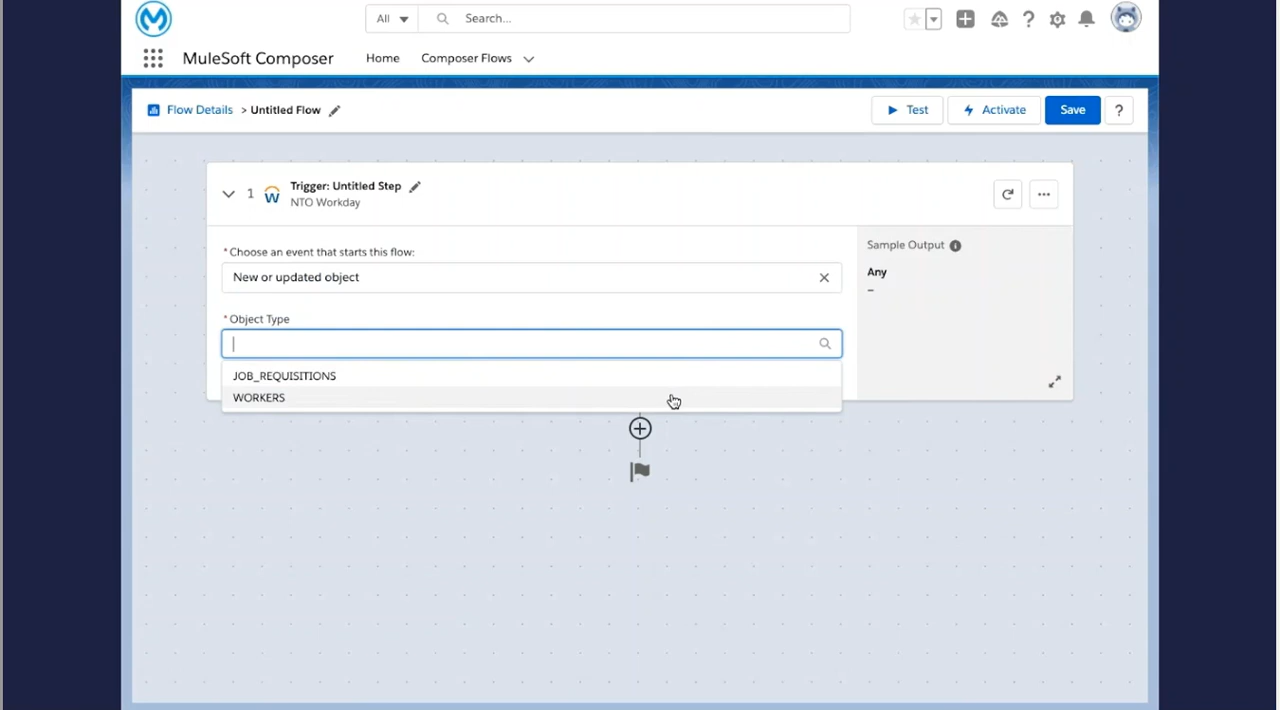 All
Search...
MuleSoft Composer
Home
Composer Flows
Flow Details > Untitled Flow
Test
Activate
Save
?
1
Trigger: Untitled Step
NTO Workday
* Choose an event that starts this flow:
New or updated object
* Object Type
JOB_REQUISITIONS
WORKERS
Sample Output
Any
–